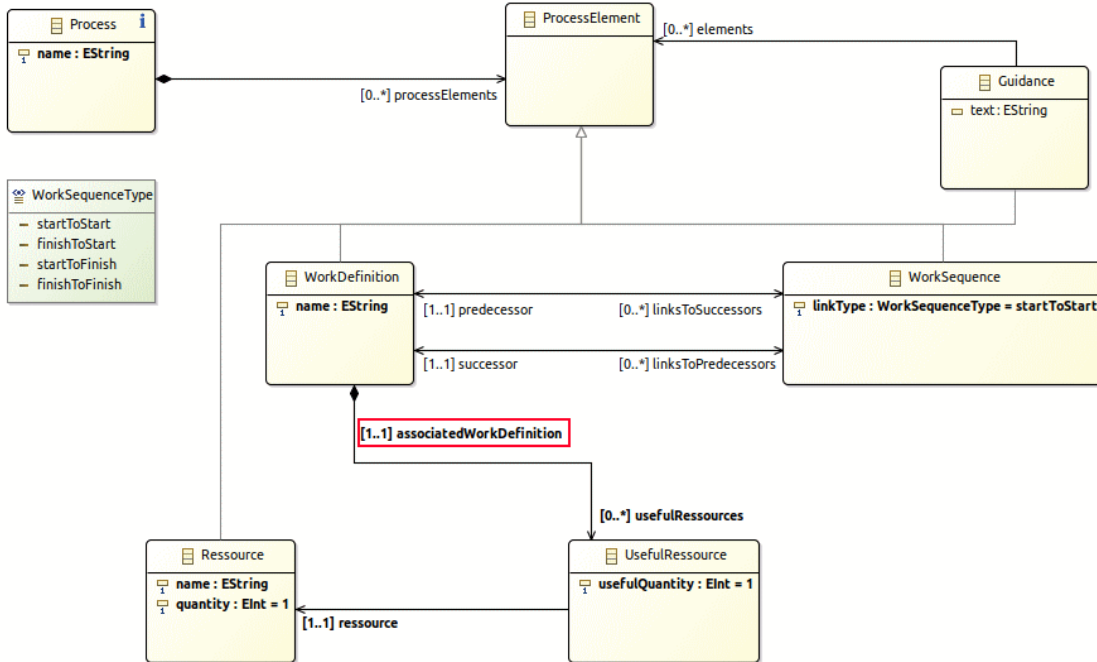 Process
name : EString
[0..*] processElements
ProcessElement
[0..*] elements
Guidance
text : EString
WorkSequenceType
startToStart
finishToStart
startToFinish
finishToFinish
WorkDefinition
name : EString
[1..1] predecessor
[0..*] linksToSuccessors
[1..1] successor
[0..*] linksToPredecessors
WorkSequence
linkType : WorkSequenceType = startToStart
[1..1] associatedWorkDefinition
[0..*] usefulRessources
Ressource
name : EString
quantity : EInt = 1
[1..1] ressource
UsefulRessource
usefulQuantity : EInt = 1